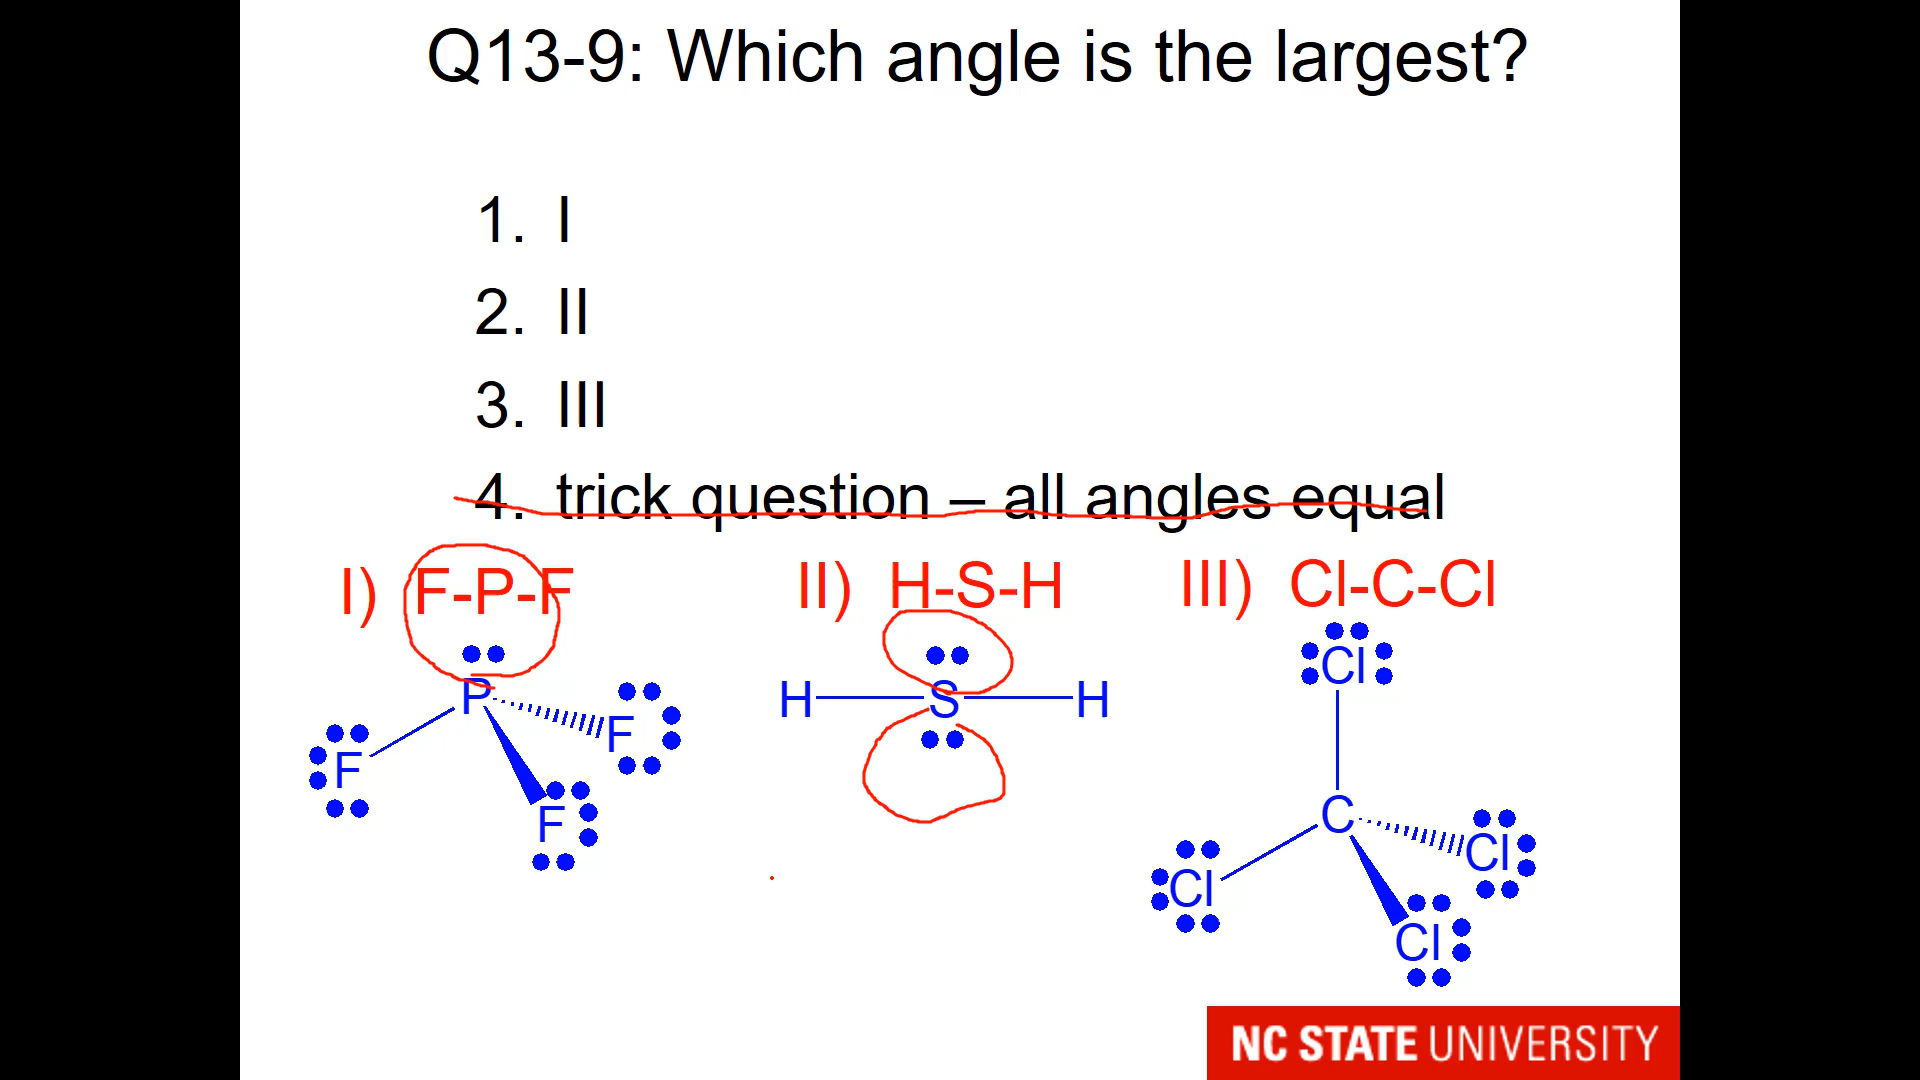 Q13-9: Which angle is the largest?
1. I
2. II
3. III
4. trick question – all angles equal
I) F-P-F
II) H-S-H
III) Cl-C-Cl
P
F
F
F
H S H
Cl
C
Cl
Cl
Cl
NC STATE UNIVERSITY